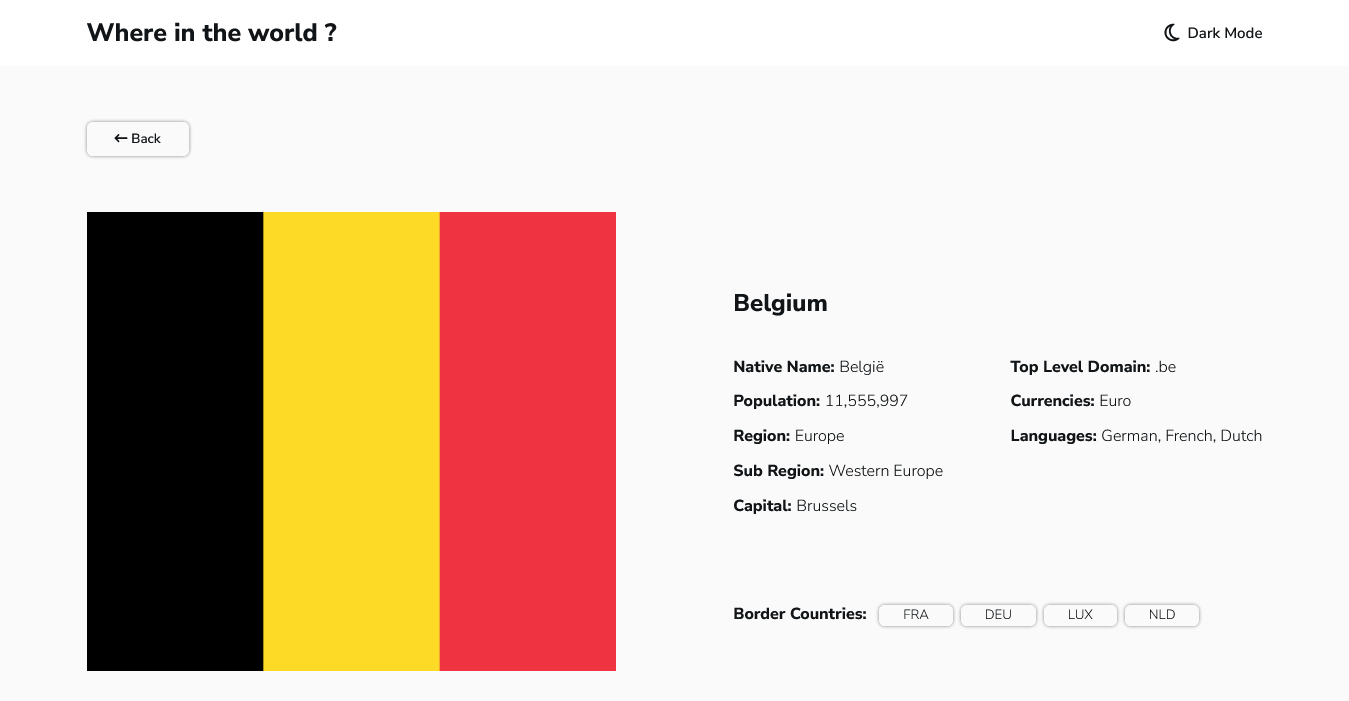 Where in the world ?
Dark Mode
Back
Belgium
Native Name: België
Population: 11,555,997
Region: Europe
Sub Region: Western Europe
Capital: Brussels
Top Level Domain: .be
Currencies: Euro
Languages: German, French, Dutch
Border Countries: FRA DEU LUX NLD